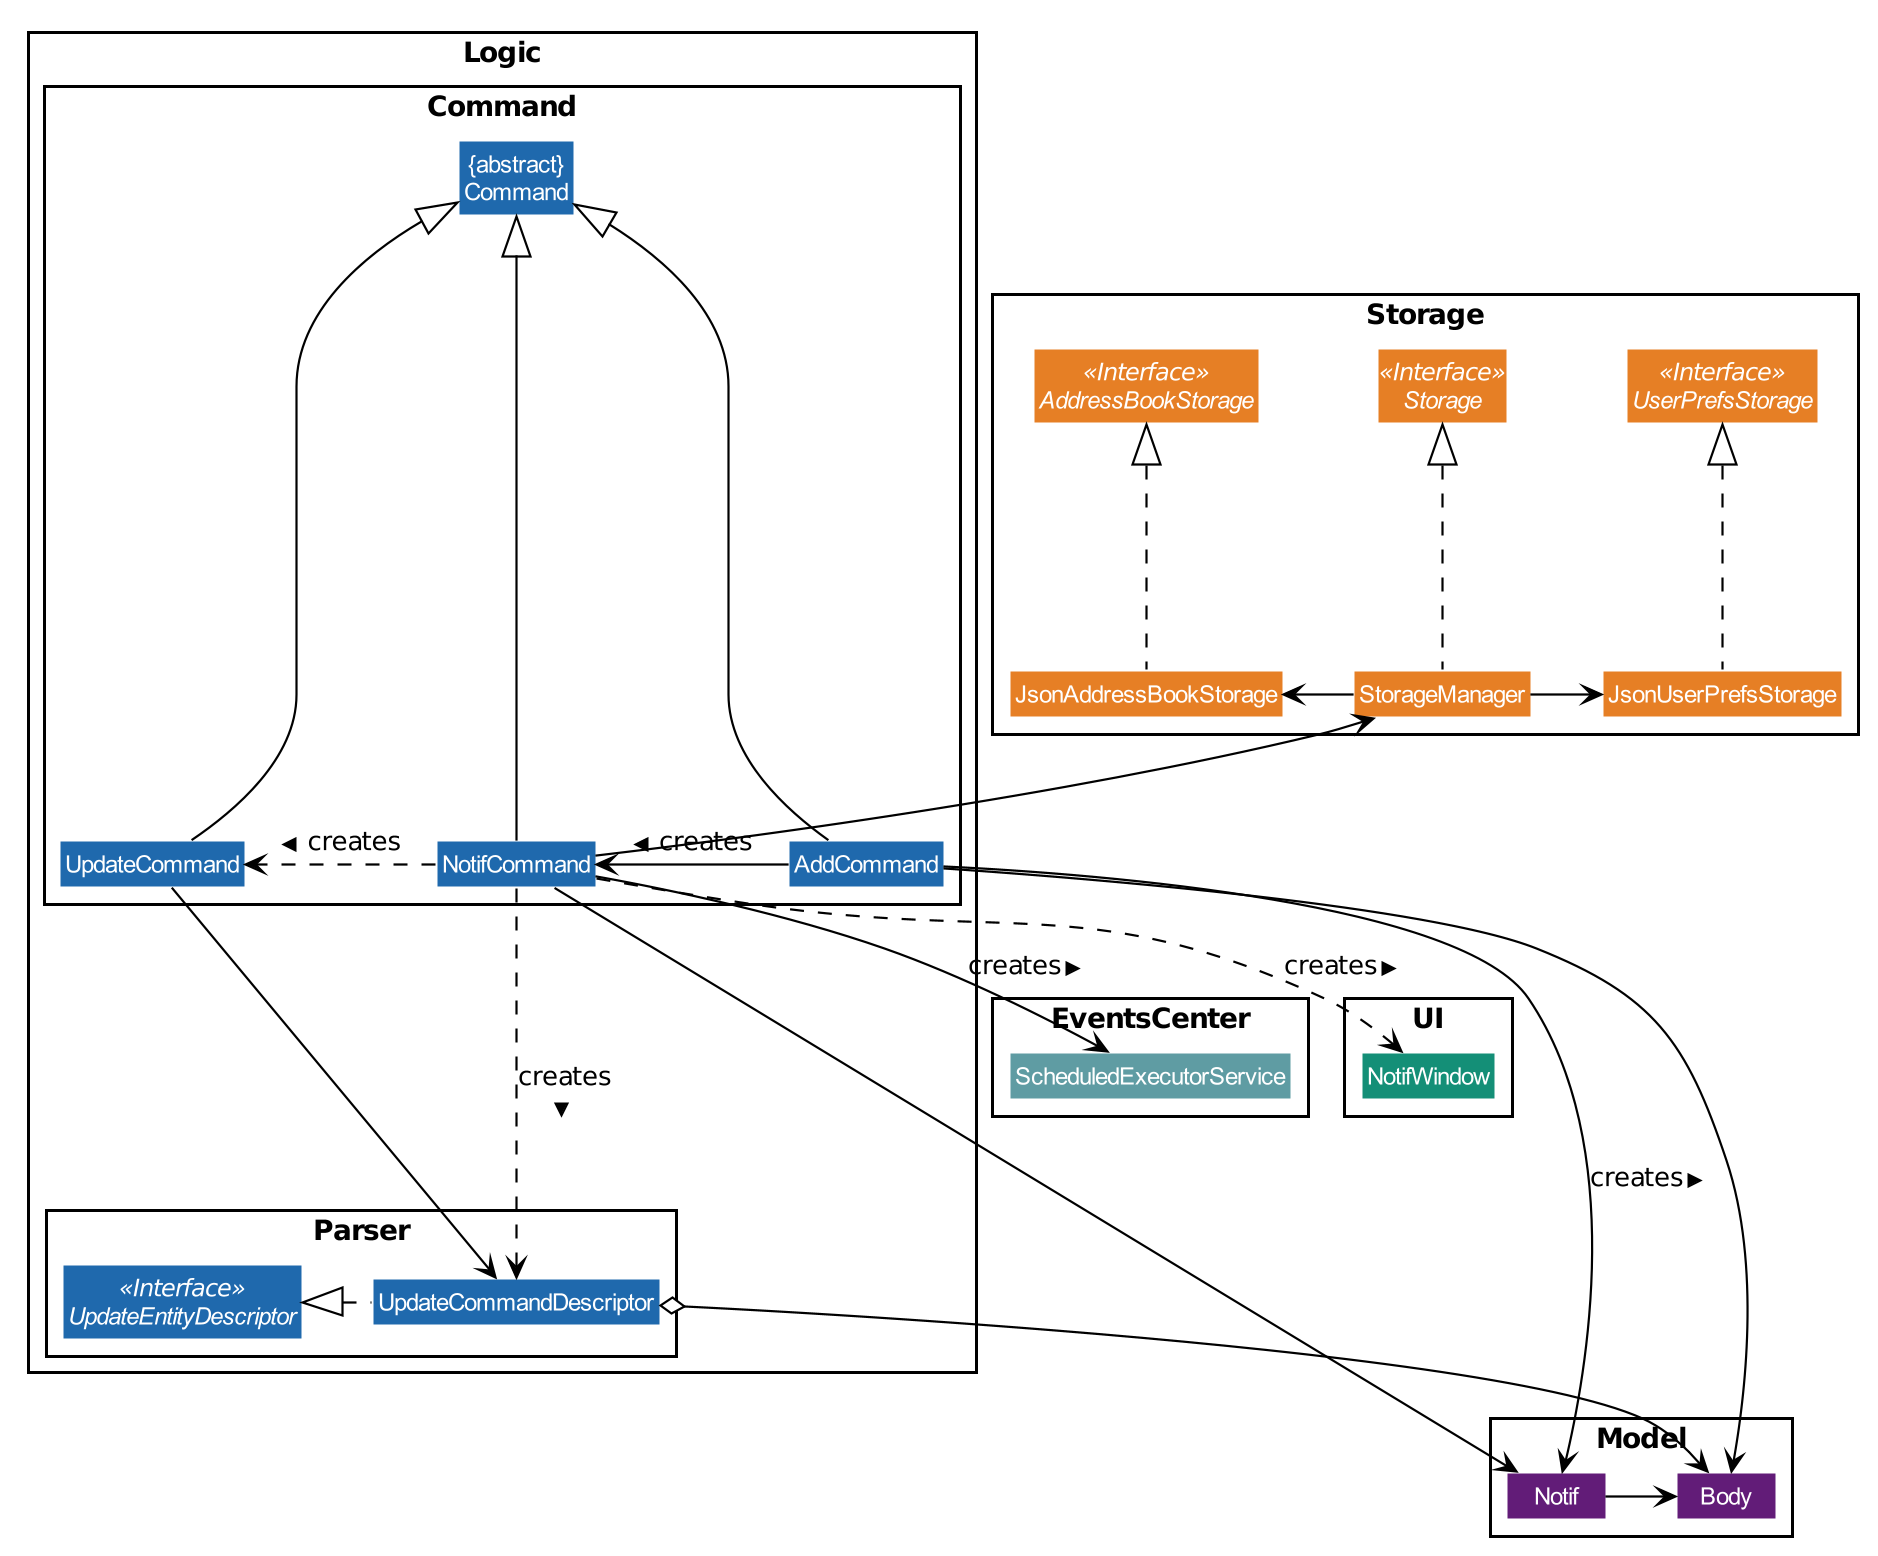 Logic
Command
{abstract}
Command
Storage
«Interface»
AddressBookStorage
«Interface»
Storage
«Interface»
UserPrefsStorage
JsonAddressBookStorage
StorageManager
JsonUserPrefsStorage
◀ creates
◀ creates
UpdateCommand
NotifCommand
AddCommand
creates ▶
creates ▶
EventsCenter
UI
ScheduledExecutorService
NotifWindow
creates
▼
creates ▶
Parser
«Interface»
UpdateEntityDescriptor
UpdateCommandDescriptor
Model
Notif
Body